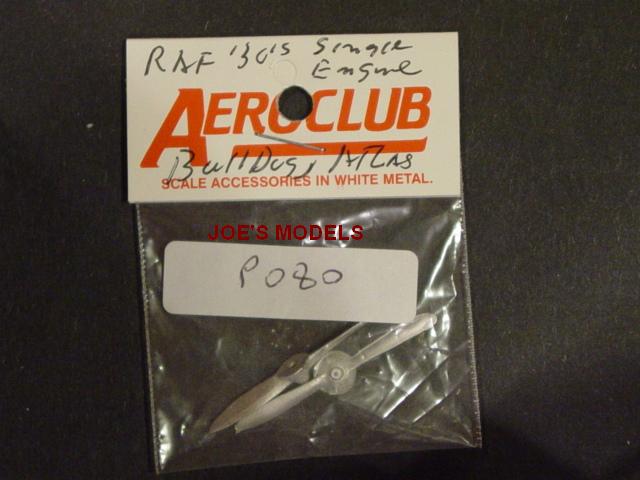 RAF '30's Single
Engine
AEROCLUB
Bulldog, Atlas
SCALE ACCESSORIES IN WHITE METAL.
JOE'S MODELS
P080